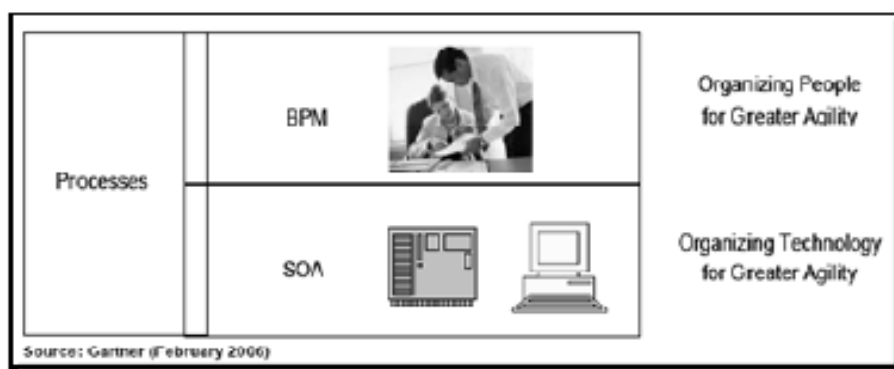 Processes
BPM
Organizing People
for Greater Agility
SOA
Organizing Technology
for Greater Agility
Source: Gartner (February 2006)